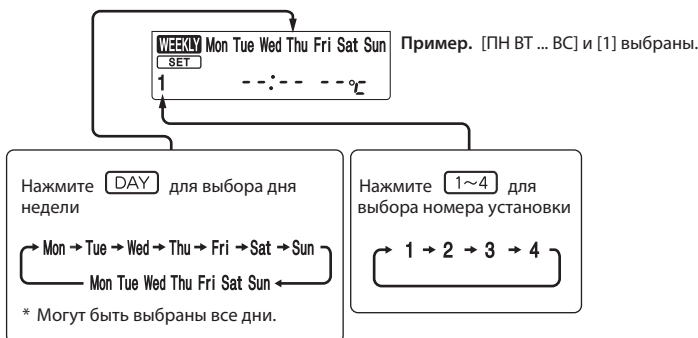 WEEKLY Mon Tue Wed Thu Fri Sat Sun
SET
1 --:-- --°C
Пример. [ПН ВТ ... ВС] и [1] выбраны.
Нажмите DAY для выбора дня
недели
Mon → Tue → Wed → Thu → Fri → Sat → Sun
Mon Tue Wed Thu Fri Sat Sun
* Могут быть выбраны все дни.
Нажмите 1~4 для
выбора номера установки
1 → 2 → 3 → 4